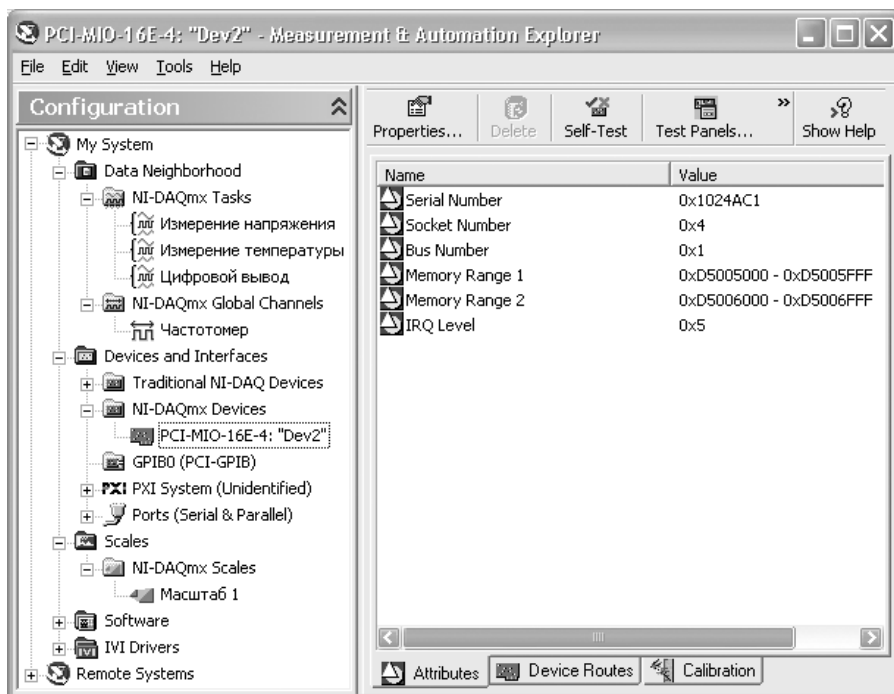 PCI-MIO-16E-4: "Dev2" - Measurement & Automation Explorer
File Edit View Tools Help
Configuration
My System
Data Neighborhood
NI-DAQmx Tasks
Измерение напряжения
Измерение температуры
Цифровой вывод
NI-DAQmx Global Channels
Частотомер
Devices and Interfaces
Traditional NI-DAQ Devices
NI-DAQmx Devices
PCI-MIO-16E-4: "Dev2"
GPIB0 (PCI-GPIB)
PXI PXI System (Unidentified)
Ports (Serial & Parallel)
Scales
NI-DAQmx Scales
Масштаб 1
Software
IVI Drivers
Remote Systems
Properties... Delete Self-Test Test Panels... » Show Help
Name Value
Serial Number 0x1024AC1
Socket Number 0x4
Bus Number 0x1
Memory Range 1 0xD5005000 - 0xD5005FFF
Memory Range 2 0xD5006000 - 0xD5006FFF
IRQ Level 0x5
Attributes Device Routes Calibration